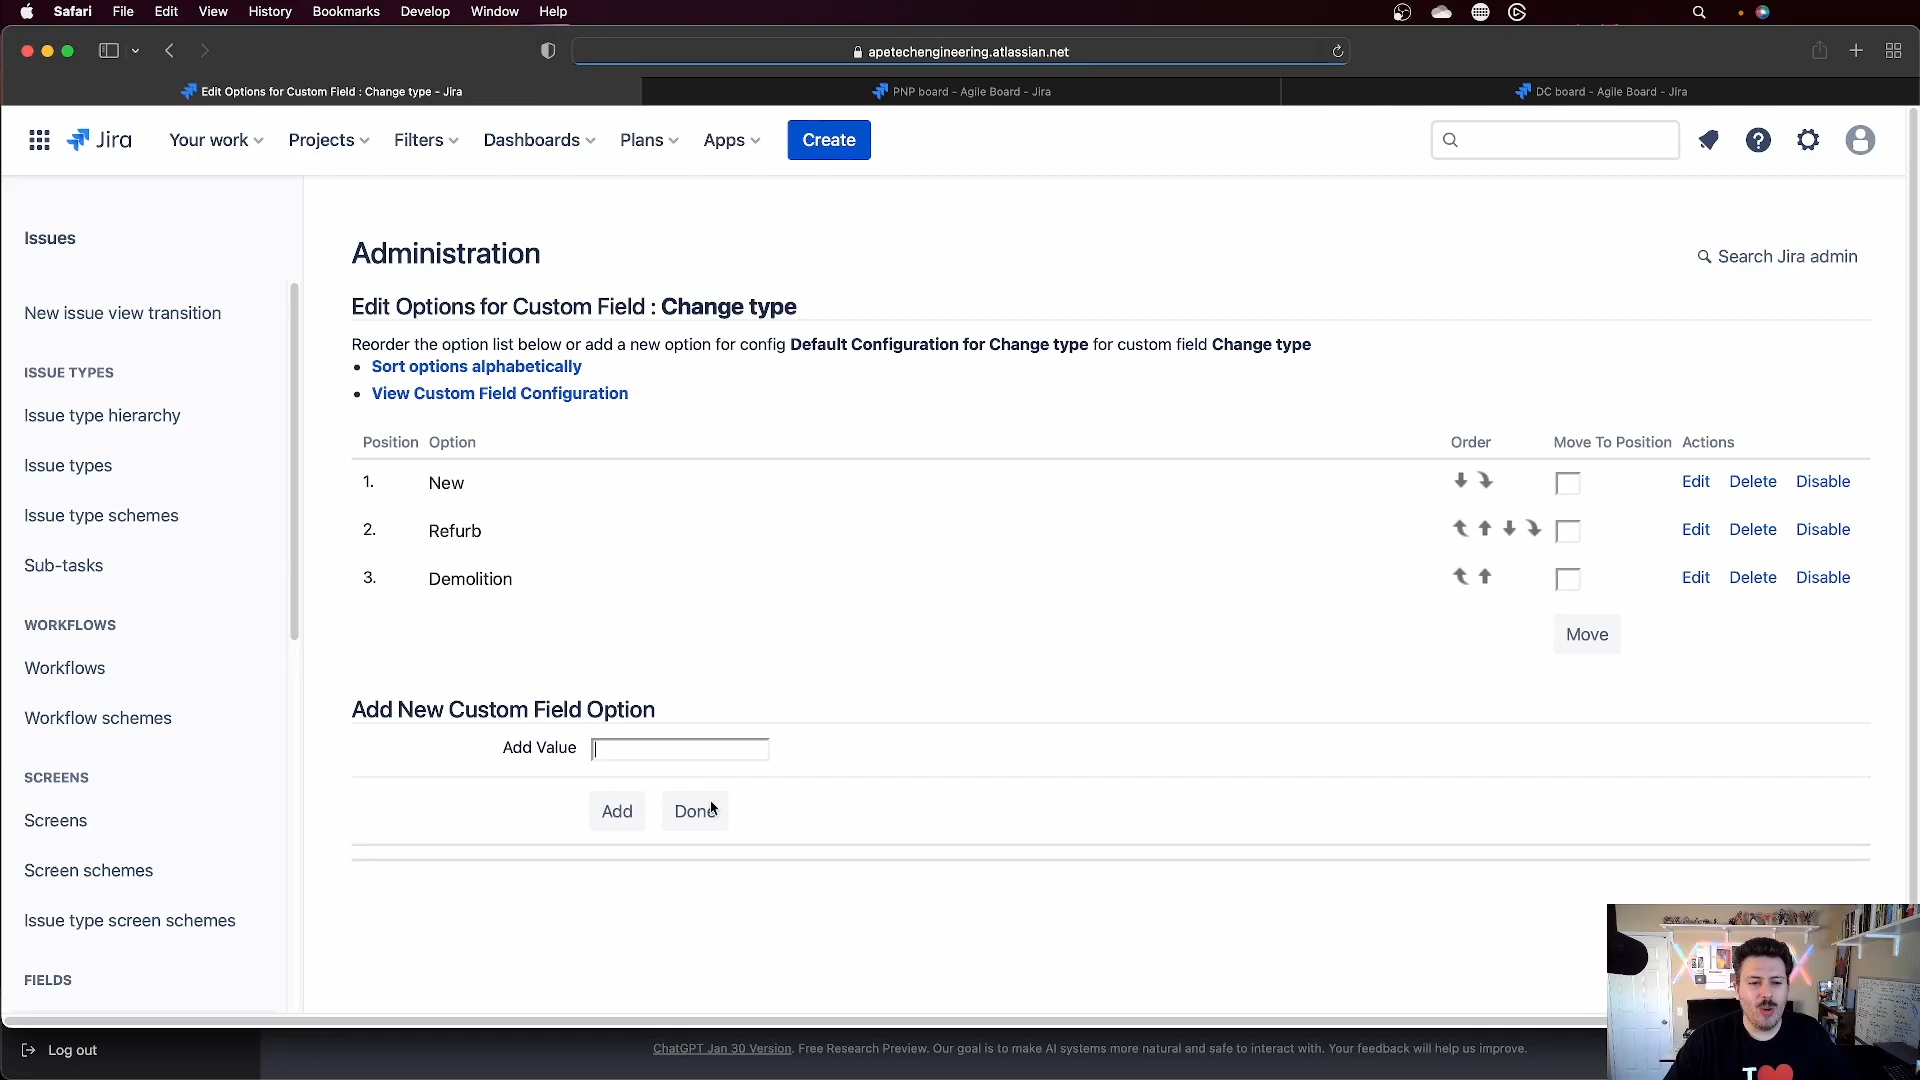 Safari File Edit View History Bookmarks Develop Window Help
apetechengineering.atlassian.net
Edit Options for Custom Field : Change type - Jira
PNP board - Agile Board - Jira
DC board - Agile Board - Jira
Jira Your work Projects Filters Dashboards Plans Apps Create
Issues
New issue view transition
ISSUE TYPES
Issue type hierarchy
Issue types
Issue type schemes
Sub-tasks
WORKFLOWS
Workflows
Workflow schemes
SCREENS
Screens
Screen schemes
Issue type screen schemes
FIELDS
Administration
Search Jira admin
Edit Options for Custom Field : Change type
Reorder the option list below or add a new option for config Default Configuration for Change type for custom field Change type
• Sort options alphabetically
• View Custom Field Configuration
Position Option Order Move To Position Actions
1. New Edit Delete Disable
2. Refurb Edit Delete Disable
3. Demolition Edit Delete Disable
Move
Add New Custom Field Option
Add Value
Add Done
Log out
ChatGPT Jan 30 Version. Free Research Preview. Our goal is to make AI systems more natural and safe to interact with. Your feedback will help us improve.
I